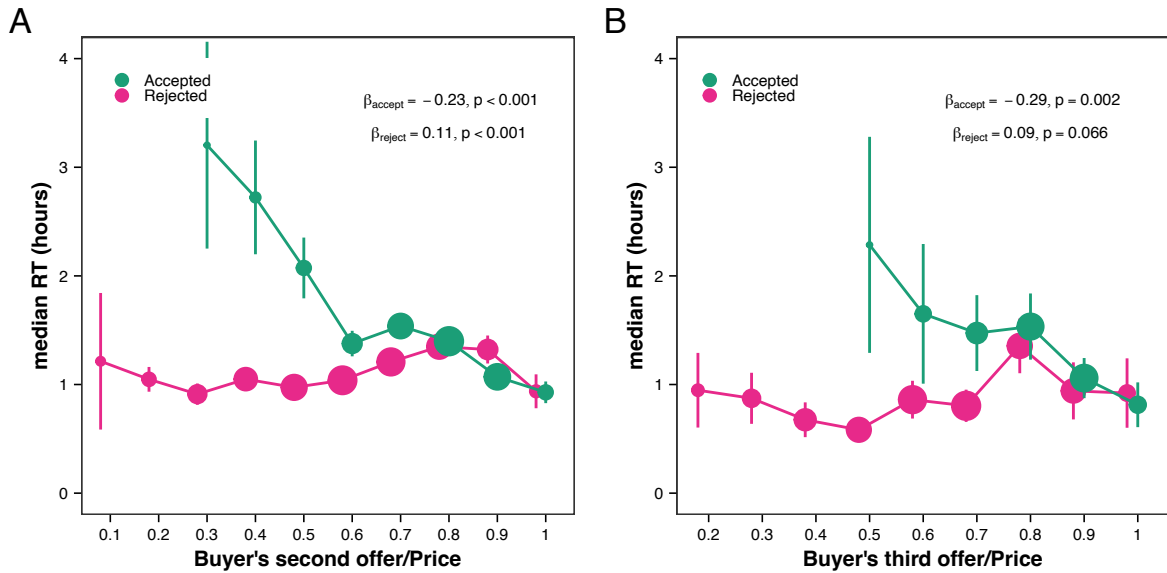 A
Accepted
Rejected
βaccept = −0.23, p < 0.001
βreject = 0.11, p < 0.001
median RT (hours)
4
3
2
1
0
0.1 0.2 0.3 0.4 0.5 0.6 0.7 0.8 0.9 1
Buyer's second offer/Price
B
Accepted
Rejected
βaccept = −0.29, p = 0.002
βreject = 0.09, p = 0.066
median RT (hours)
4
3
2
1
0
0.2 0.3 0.4 0.5 0.6 0.7 0.8 0.9 1
Buyer's third offer/Price